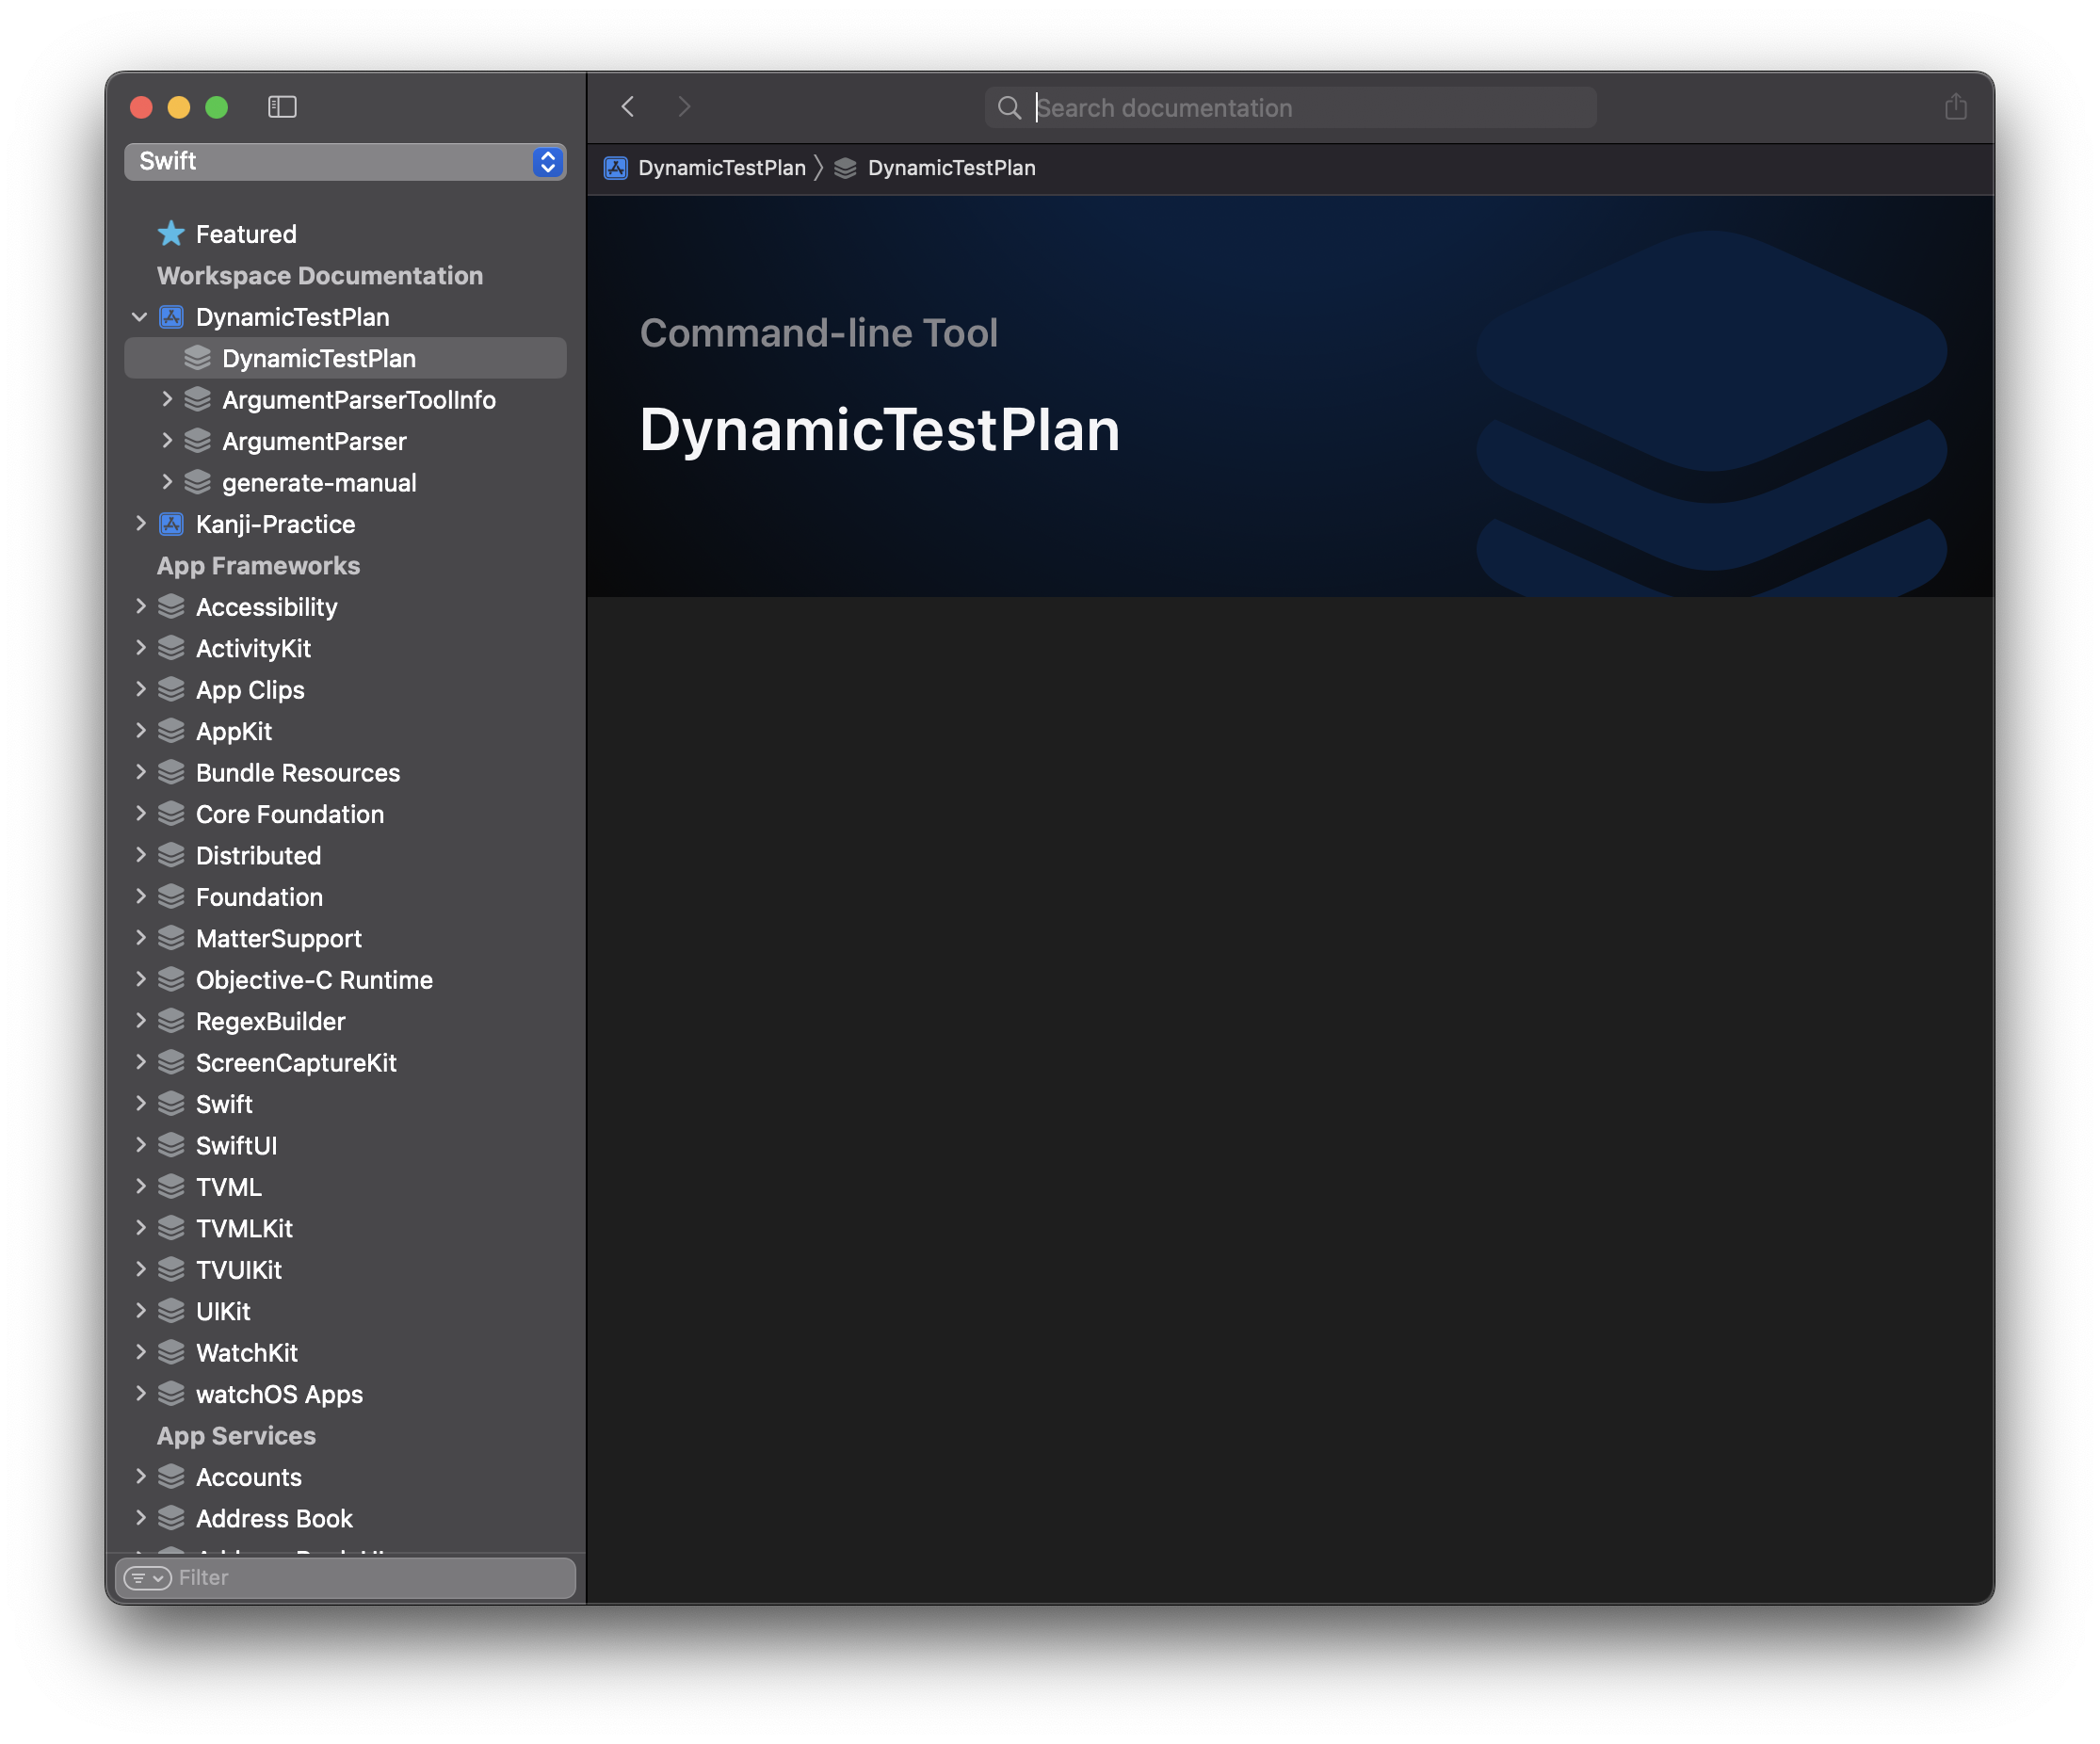 Swift
Featured
Workspace Documentation
DynamicTestPlan
DynamicTestPlan
ArgumentParserToolInfo
ArgumentParser
generate-manual
Kanji-Practice
App Frameworks
Accessibility
ActivityKit
App Clips
AppKit
Bundle Resources
Core Foundation
Distributed
Foundation
MatterSupport
Objective-C Runtime
RegexBuilder
ScreenCaptureKit
Swift
SwiftUI
TVML
TVMLKit
TVUIKit
UIKit
WatchKit
watchOS Apps
App Services
Accounts
Address Book
Filter
Search documentation
DynamicTestPlan DynamicTestPlan
Command-line Tool
DynamicTestPlan